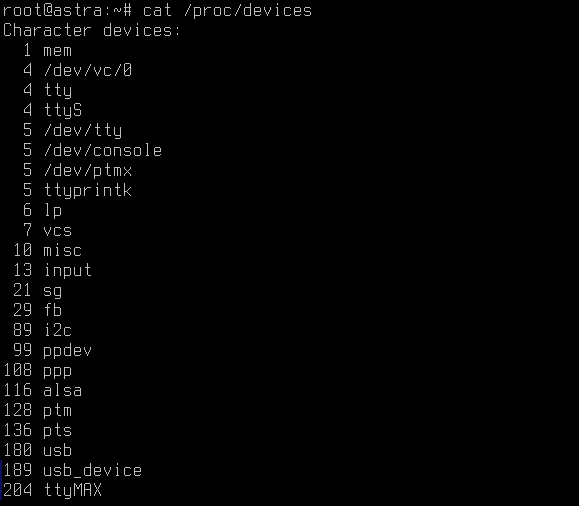 root@astra:~# cat /proc/devices
Character devices:
  1 mem
  4 /dev/vc/0
  4 tty
  4 ttyS
  5 /dev/tty
  5 /dev/console
  5 /dev/ptmx
  5 ttyprintk
  6 lp
  7 vcs
 10 misc
 13 input
 21 sg
 29 fb
 89 i2c
 99 ppdev
108 ppp
116 alsa
128 ptm
136 pts
180 usb
189 usb_device
204 ttyMAX